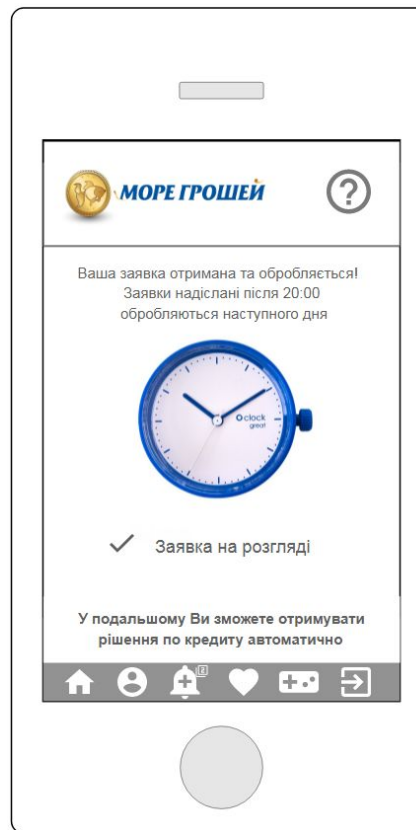 МОРЕ ГРОШЕЙ
?
Ваша заявка отримана та обробляється!
Заявки надіслані після 20:00
обробляються наступного дня
O clock
great
Заявка на розгляді
У подальшому Ви зможете отримувати
рішення по кредиту автоматично
2